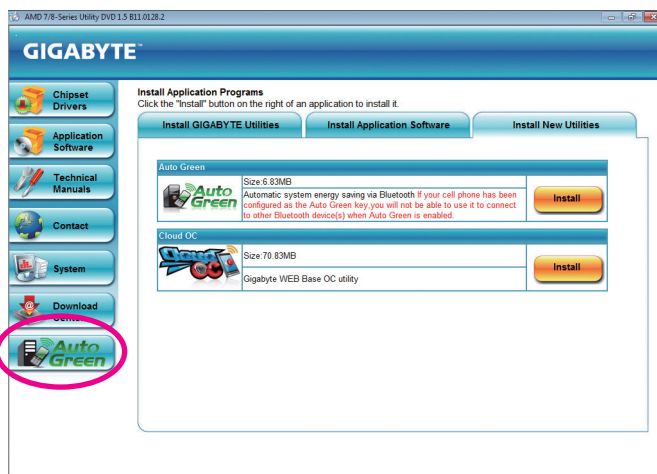 AMD 7/8-Series Utility DVD 1.5 B11.0128.2
GIGABYTE™
Chipset
Drivers
Application
Software
Technical
Manuals
Contact
System
Download
Center
Auto
Green
Install Application Programs
Click the "Install" button on the right of an application to install it.
Install GIGABYTE Utilities
Install Application Software
Install New Utilities
Auto Green
Auto
Green
Size:6.83MB
Automatic system energy saving via Bluetooth If your cell phone has been
configured as the Auto Green key,you will not be able to use it to connect
to other Bluetooth device(s) when Auto Green is enabled.
Install
Cloud OC
Cloud
OC
Size:70.83MB
Gigabyte WEB Base OC utility
Install